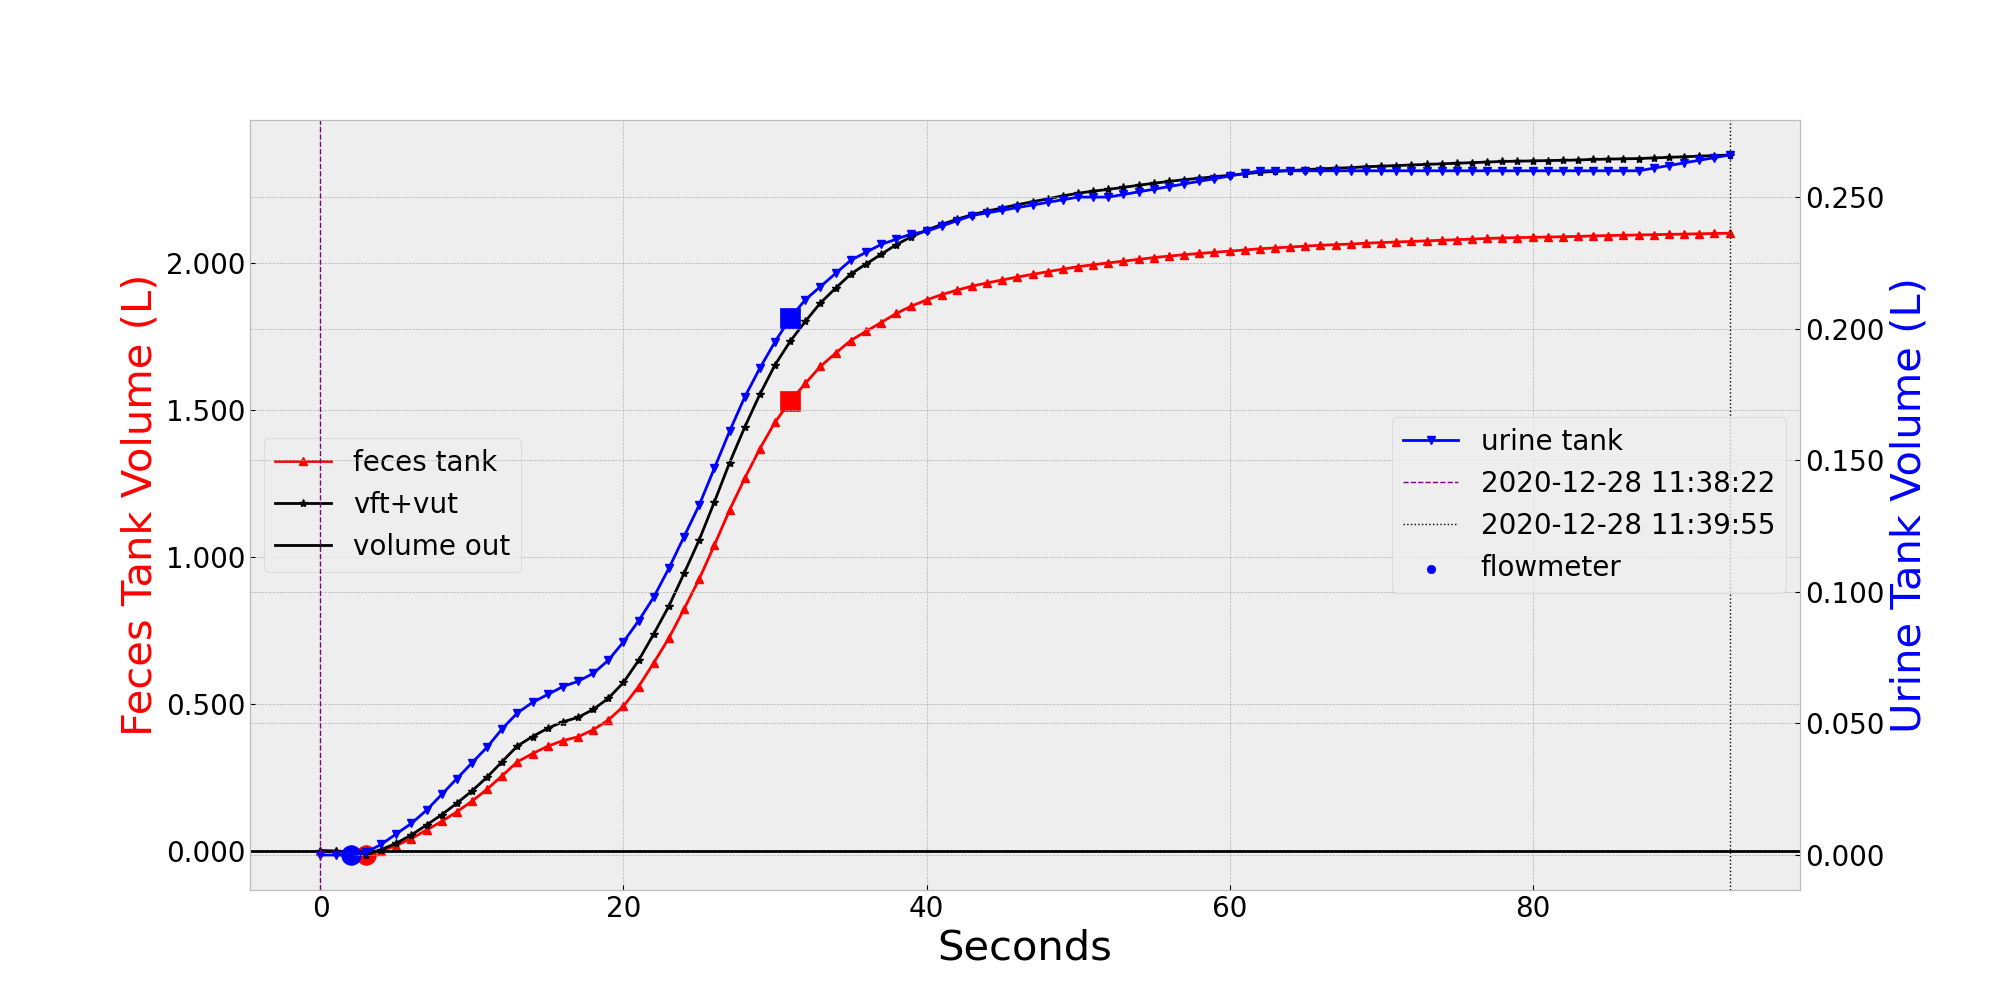 Feces Tank Volume (L)
2.000
1.500
1.000
0.500
0.000
feces tank
vft+vut
volume out
urine tank
2020-12-28 11:38:22
2020-12-28 11:39:55
flowmeter
0.250
0.200
0.150
0.100
0.050
0.000
Urine Tank Volume (L)
0 20 40 60 80
Seconds